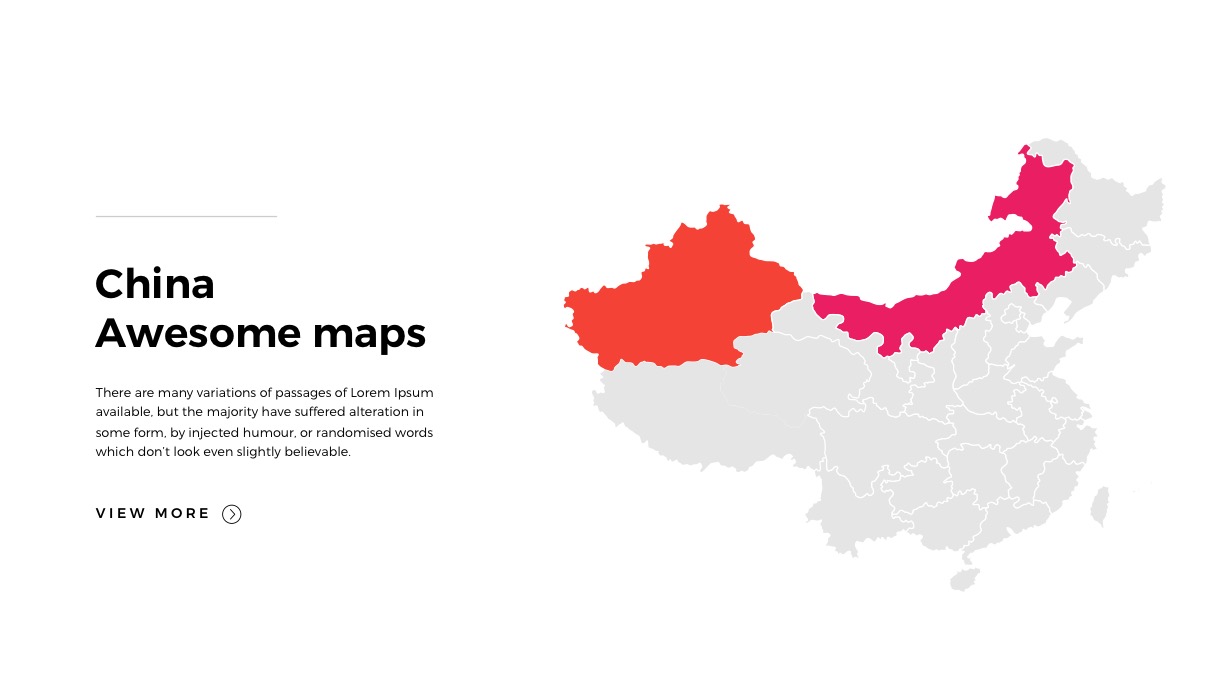 China
Awesome maps
There are many variations of passages of Lorem Ipsum
available, but the majority have suffered alteration in
some form, by injected humour, or randomised words
which don't look even slightly believable.
VIEW MORE